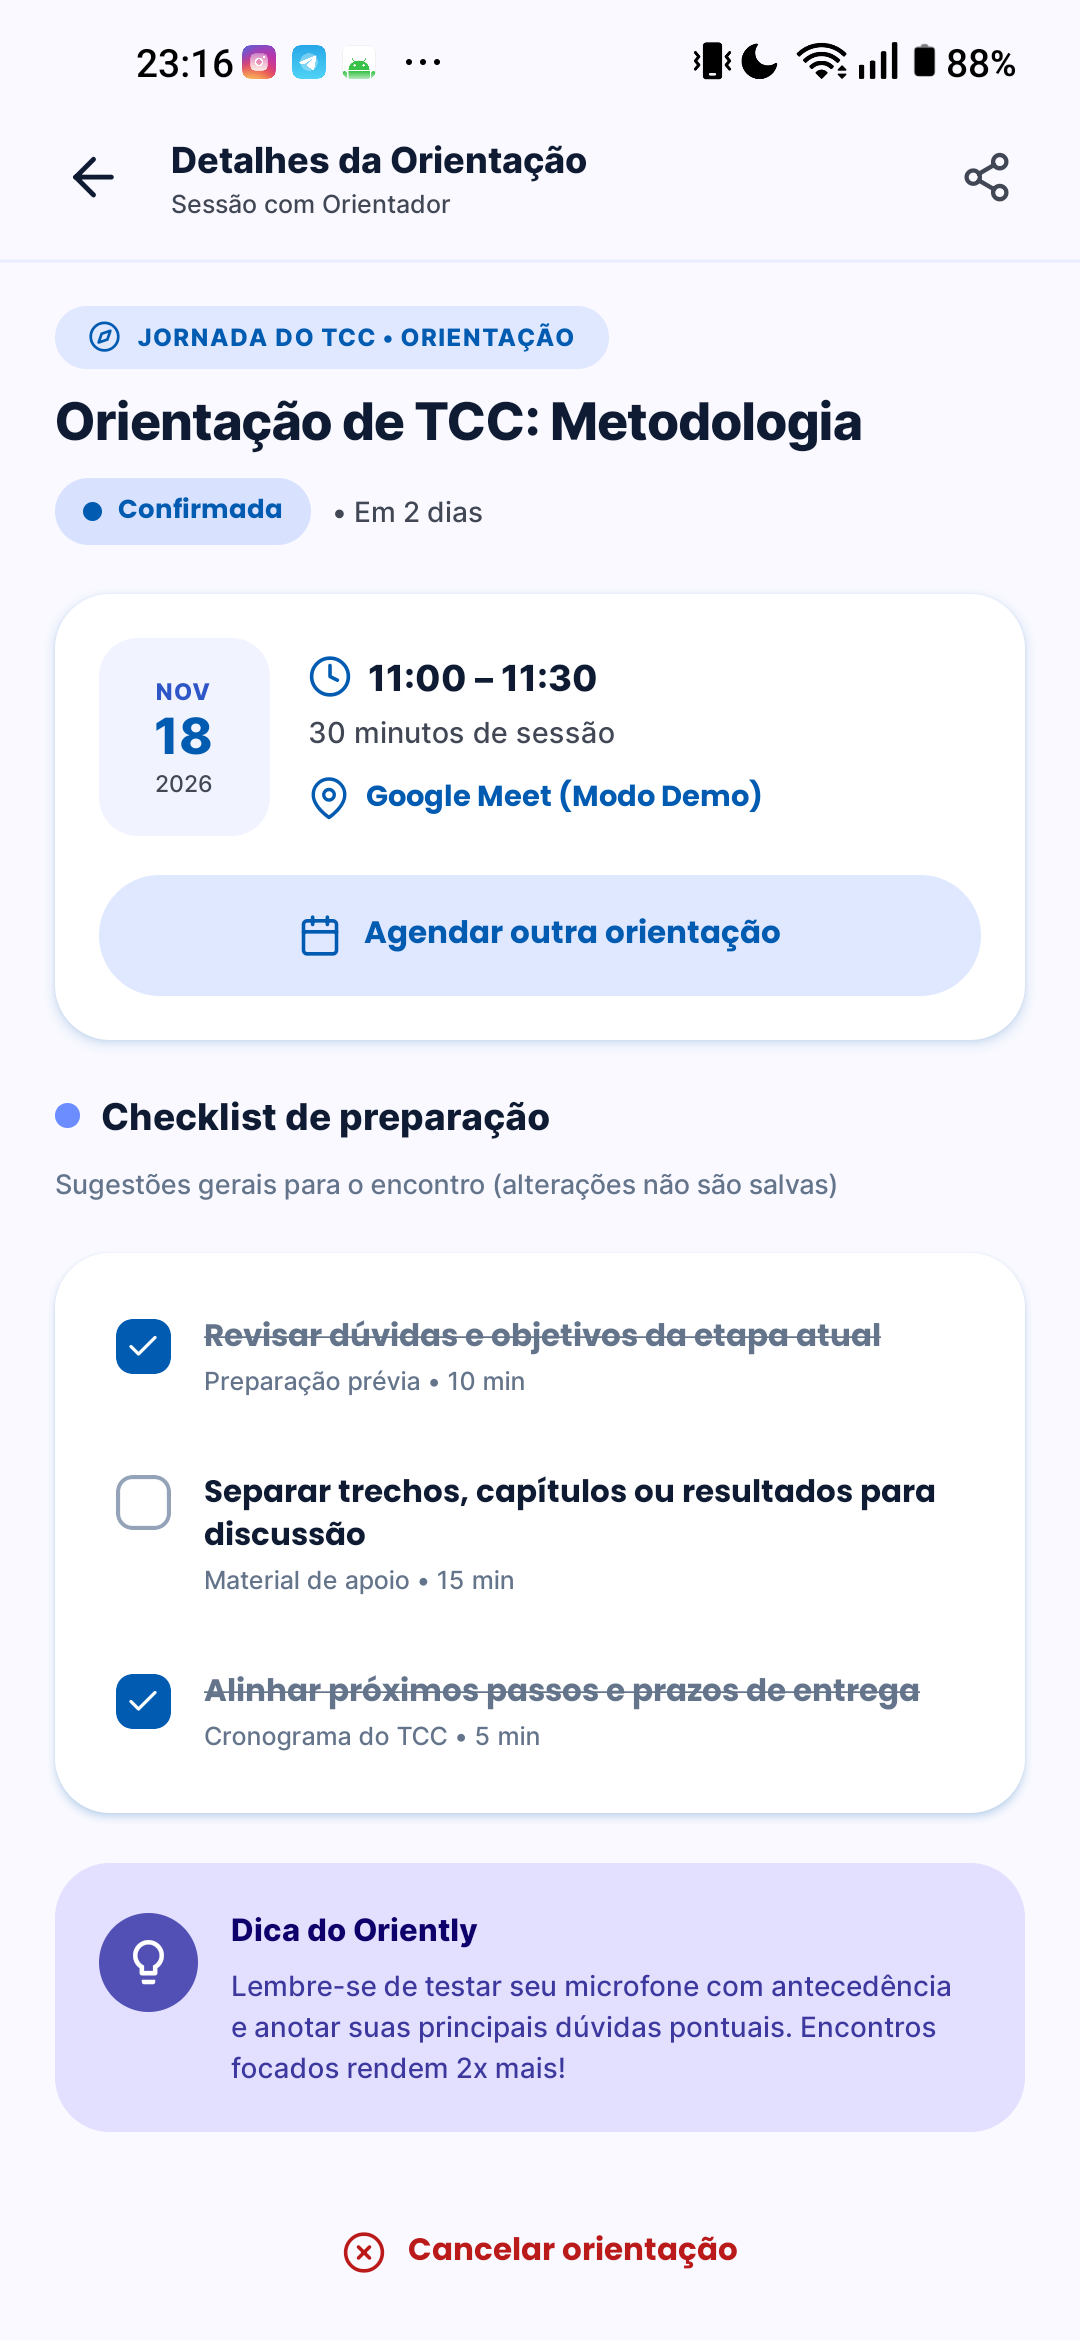 23:16
88%
Detalhes da Orientação
Sessão com Orientador
JORNADA DO TCC • ORIENTAÇÃO
Orientação de TCC: Metodologia
Confirmada • Em 2 dias
NOV
18
2026
11:00 – 11:30
30 minutos de sessão
Google Meet (Modo Demo)
Agendar outra orientação
Checklist de preparação
Sugestões gerais para o encontro (alterações não são salvas)
Revisar dúvidas e objetivos da etapa atual
Preparação prévia • 10 min
Separar trechos, capítulos ou resultados para
discussão
Material de apoio • 15 min
Alinhar próximos passos e prazos de entrega
Cronograma do TCC • 5 min
Dica do Oriently
Lembre-se de testar seu microfone com antecedência
e anotar suas principais dúvidas pontuais. Encontros
focados rendem 2x mais!
Cancelar orientação